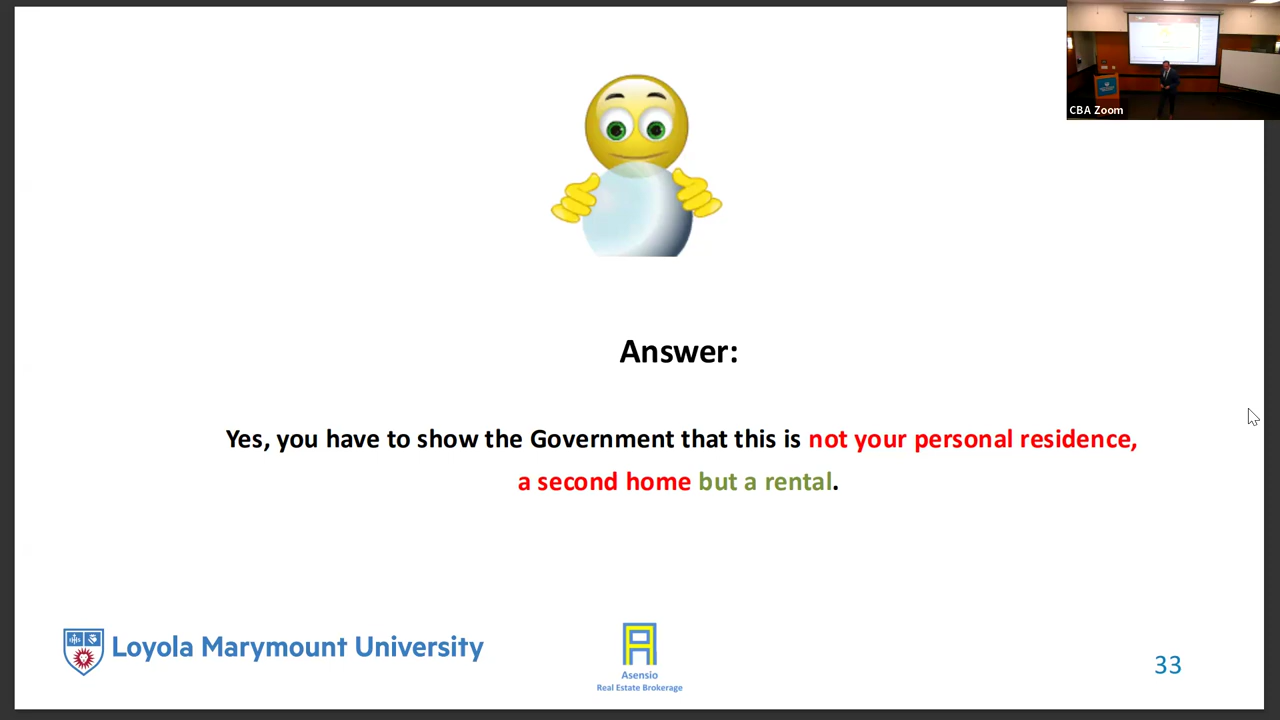 CBA Zoom
Answer:
Yes, you have to show the Government that this is not your personal residence,
a second home but a rental.
Loyola Marymount University
Asensio
Real Estate Brokerage
33